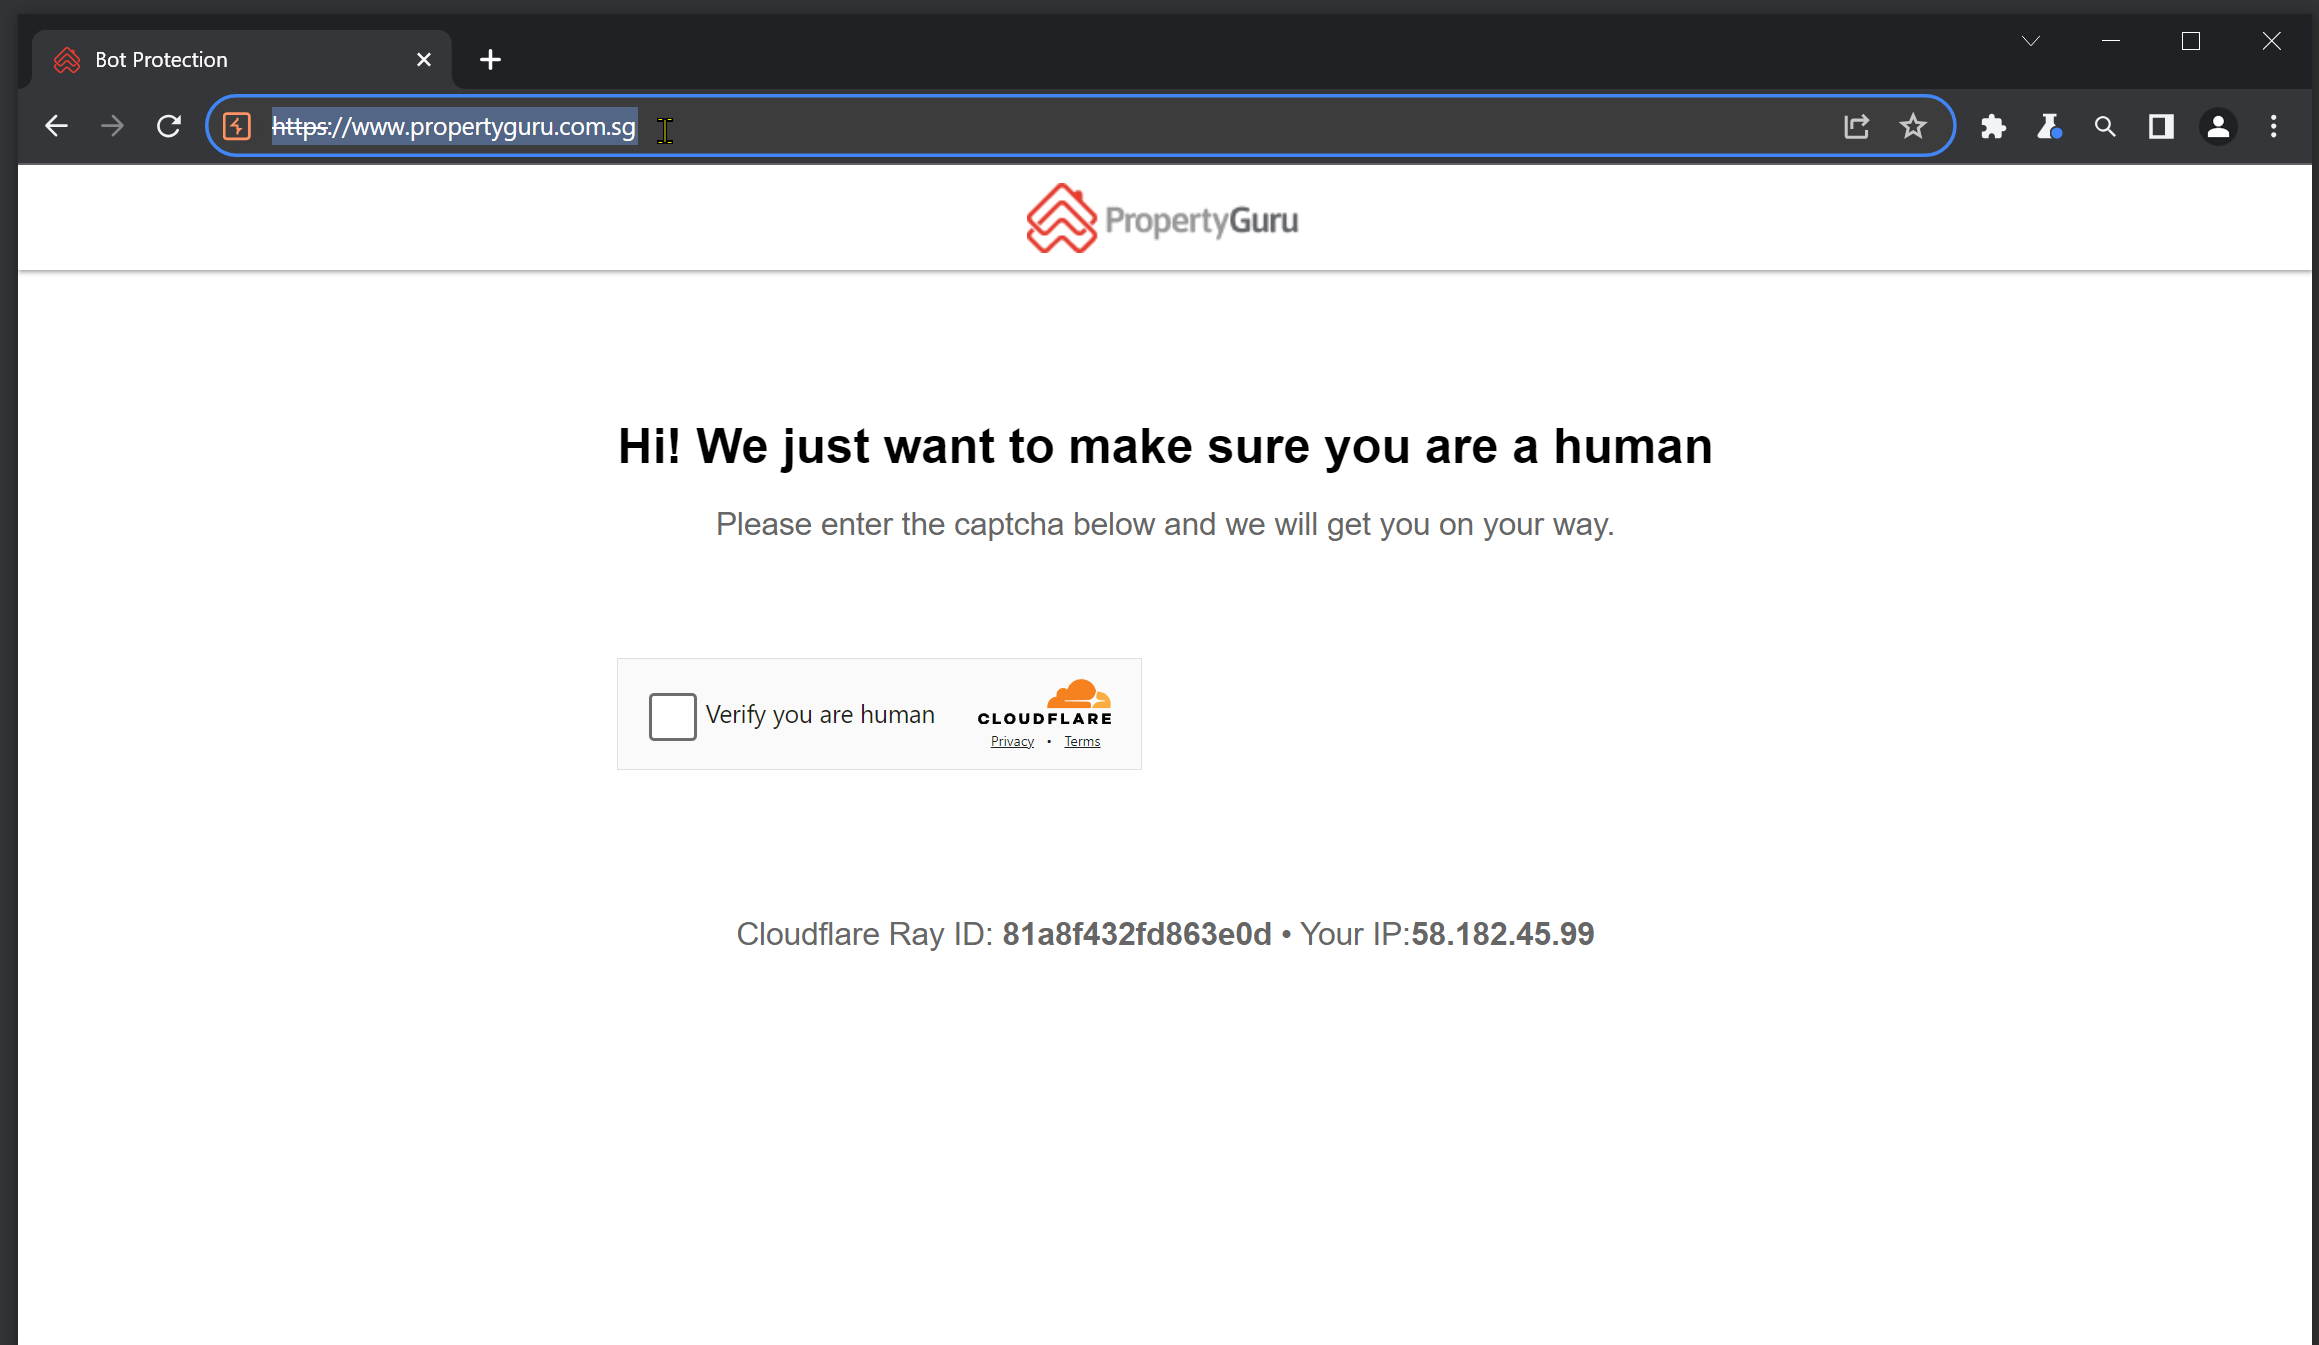 Bot Protection
https://www.propertyguru.com.sg
PropertyGuru
Hi! We just want to make sure you are a human
Please enter the captcha below and we will get you on your way.
Verify you are human
CLOUDFLARE
Privacy • Terms
Cloudflare Ray ID: 81a8f432fd863e0d • Your IP:58.182.45.99